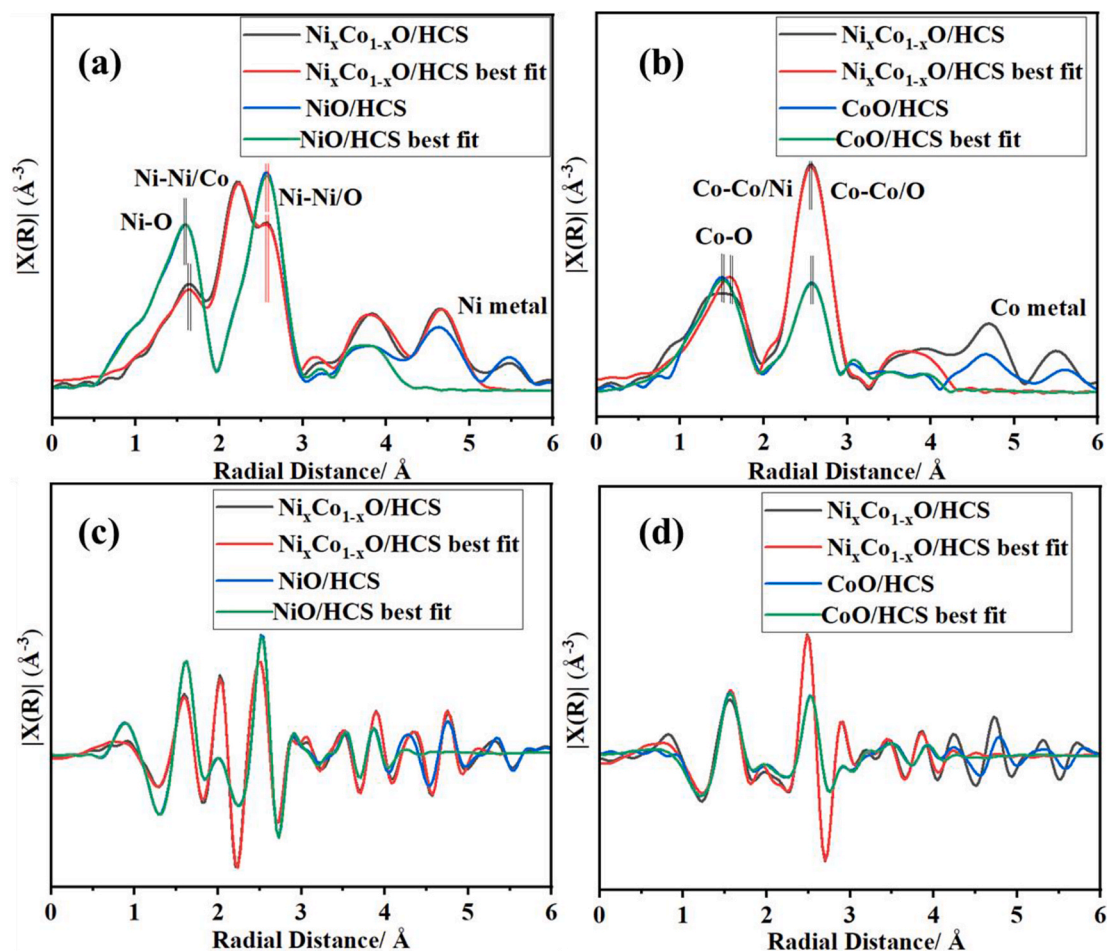 (a)
NiₓCo₁₋ₓO/HCS
NiₓCo₁₋ₓO/HCS best fit
NiO/HCS
NiO/HCS best fit
Ni-Ni/Co
Ni-O
Ni-Ni/O
Ni metal
|X(R)| (Å⁻³)
0 1 2 3 4 5 6
Radial Distance/ Å
(b)
NiₓCo₁₋ₓO/HCS
NiₓCo₁₋ₓO/HCS best fit
CoO/HCS
CoO/HCS best fit
Co-Co/Ni
Co-Co/O
Co-O
Co metal
|X(R)| (Å⁻³)
0 1 2 3 4 5 6
Radial Distance/ Å
(c)
NiₓCo₁₋ₓO/HCS
NiₓCo₁₋ₓO/HCS best fit
NiO/HCS
NiO/HCS best fit
|X(R)| (Å⁻³)
0 1 2 3 4 5 6
Radial Distance/ Å
(d)
NiₓCo₁₋ₓO/HCS
NiₓCo₁₋ₓO/HCS best fit
CoO/HCS
CoO/HCS best fit
|X(R)| (Å⁻³)
0 1 2 3 4 5 6
Radial Distance/ Å